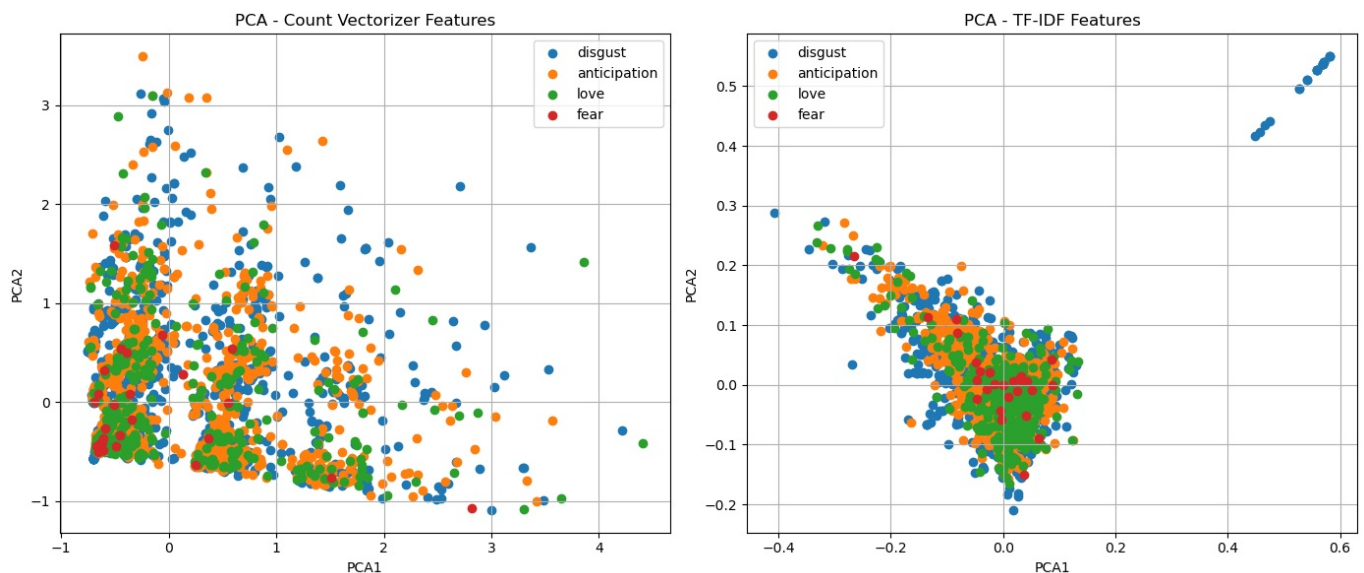 PCA - Count Vectorizer Features
3
2
1
0
−1
PCA2
−1
0
1
2
3
4
PCA1
disgust
anticipation
love
fear
PCA - TF-IDF Features
0.5
0.4
0.3
0.2
0.1
0.0
−0.1
−0.2
PCA2
−0.4
−0.2
0.0
0.2
0.4
0.6
PCA1
disgust
anticipation
love
fear